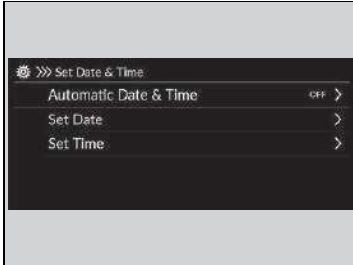 >>> Set Date & Time
Automatic Date & Time OFF >
Set Date >
Set Time >